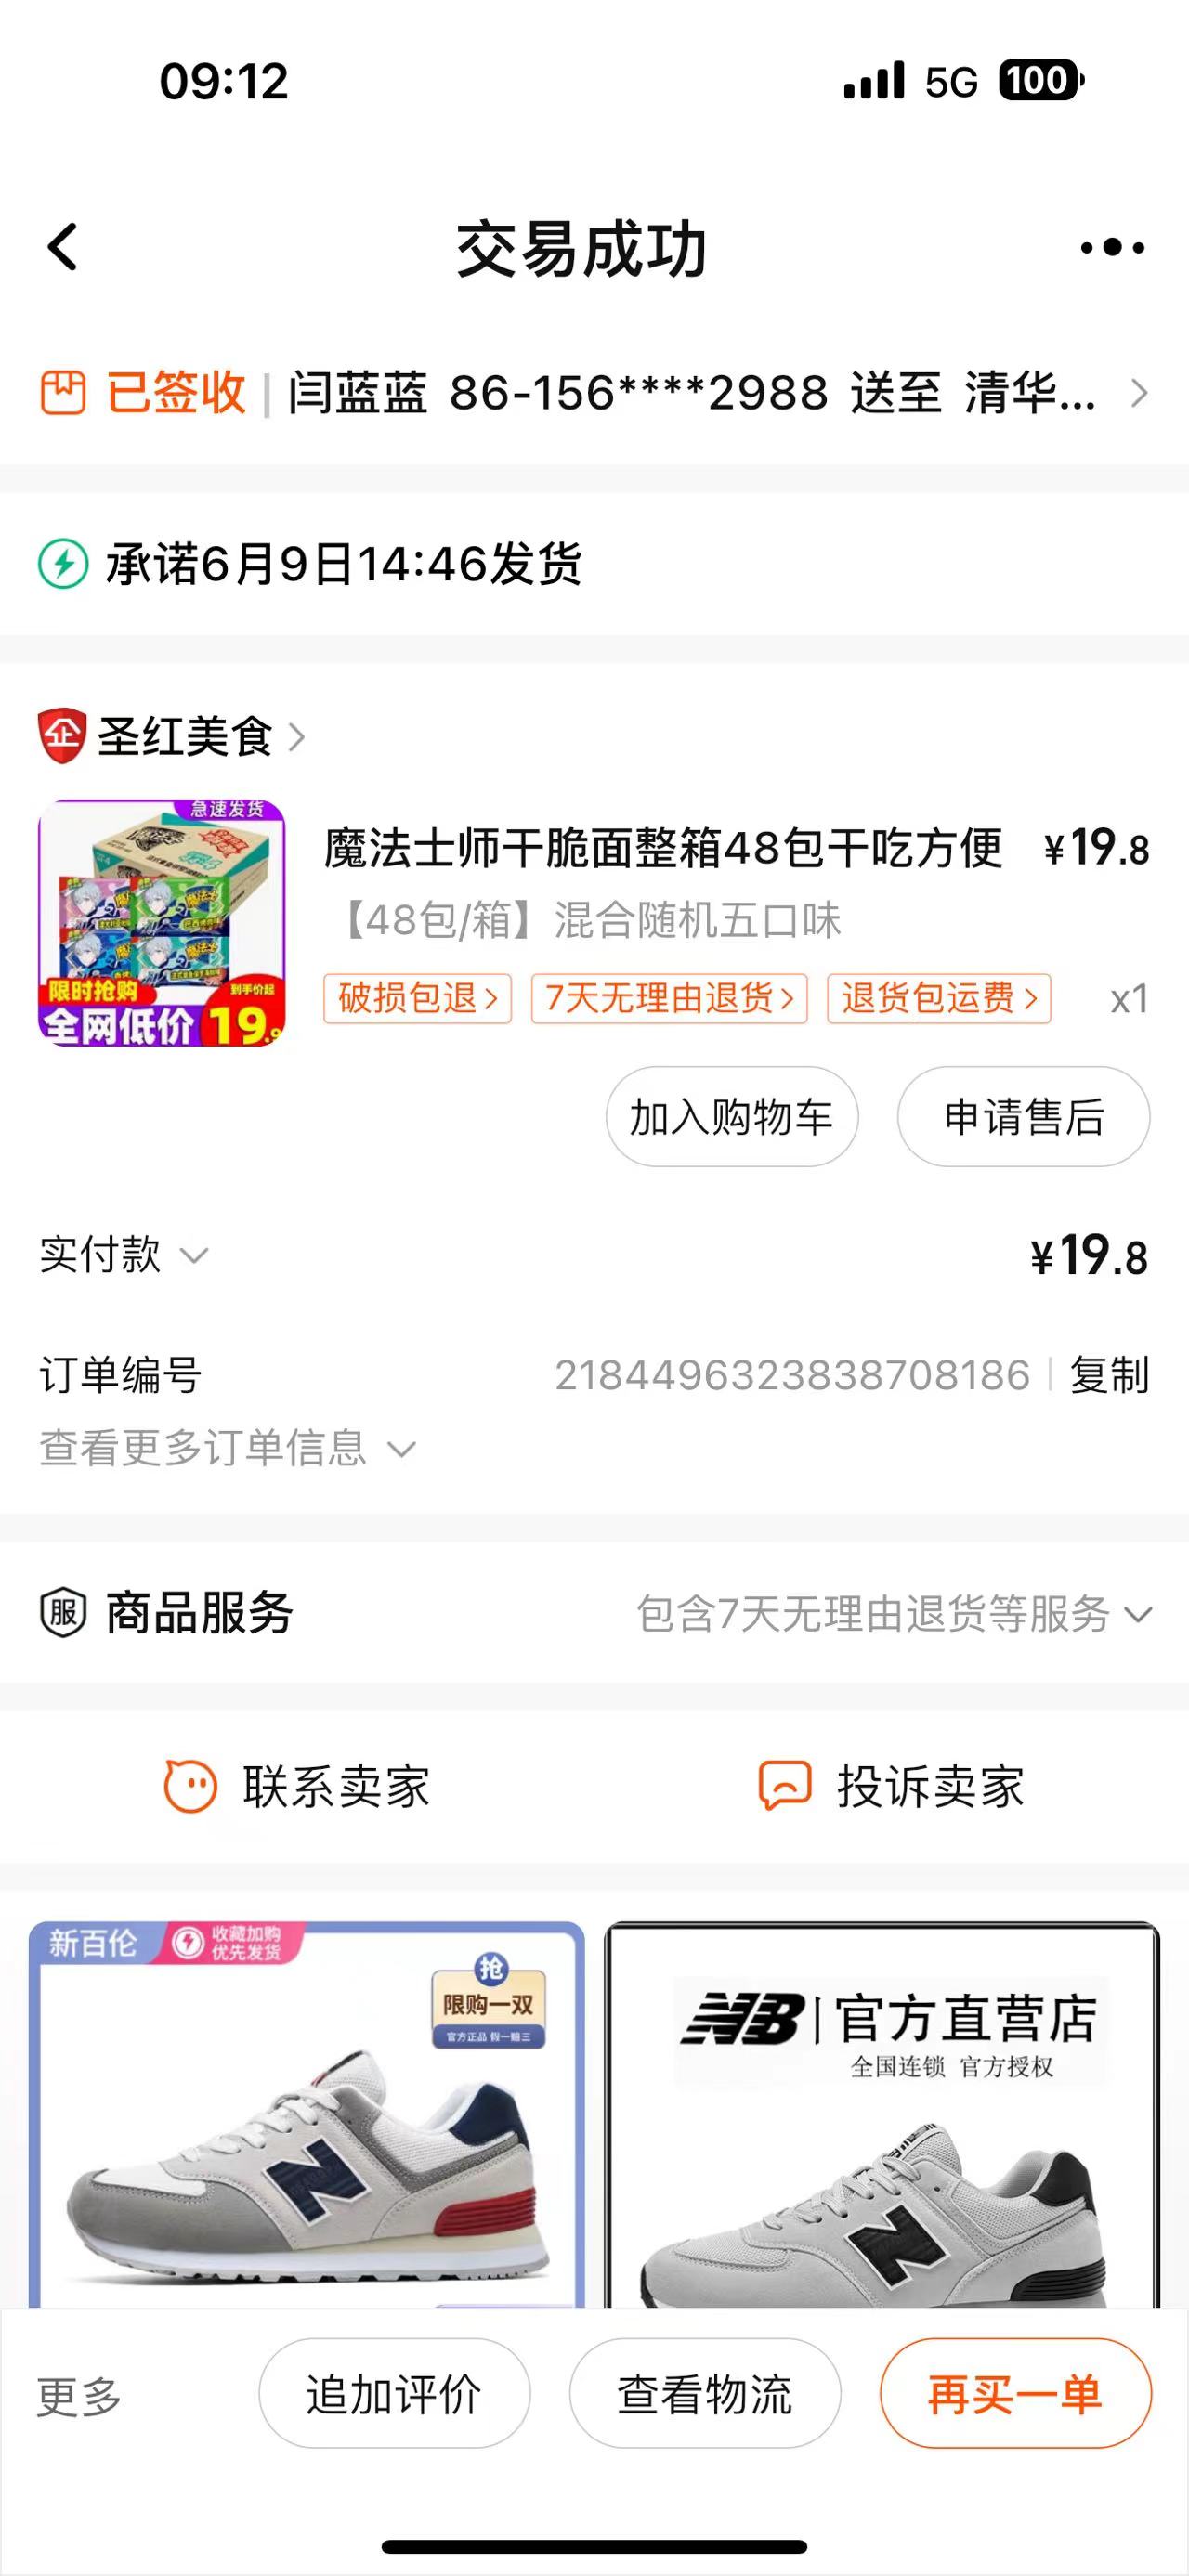 09:12
5G 100
交易成功
已签收 | 闫蓝蓝 86-156****2988 送至 清华...
承诺6月9日14:46发货
企 圣红美食
急速发货
限时抢购
到手价起
全网低价 19.9
魔法士师干脆面整箱48包干吃方便 ¥19.8
【48包/箱】混合随机五口味
破损包退 7天无理由退货 退货包运费 x1
加入购物车 申请售后
实付款 ¥19.8
订单编号 2184496323838708186 | 复制
查看更多订单信息
服 商品服务 包含7天无理由退货等服务
联系卖家 投诉卖家
新百伦 收藏加购
优先发货
抢
限购一双
官方正品 假一赔三
N
NB | 官方直营店
全国连锁 官方授权
N
更多 追加评价 查看物流 再买一单